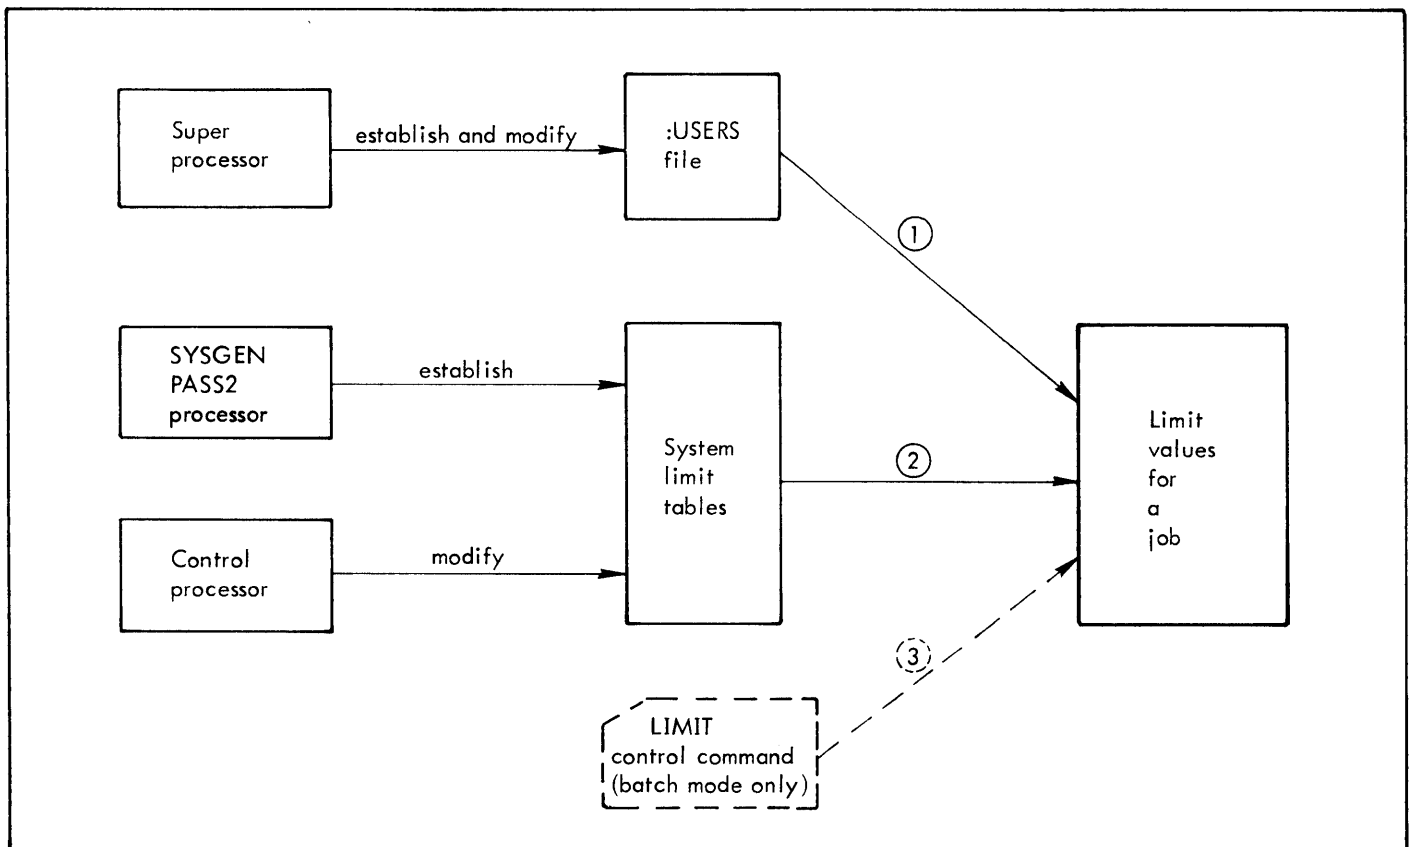 Super
processor
establish and modify
:USERS
file
1
SYSGEN
PASS2
processor
establish
System
limit
tables
2
Limit
values
for
a
job
Control
processor
modify
3
LIMIT
control command
(batch mode only)